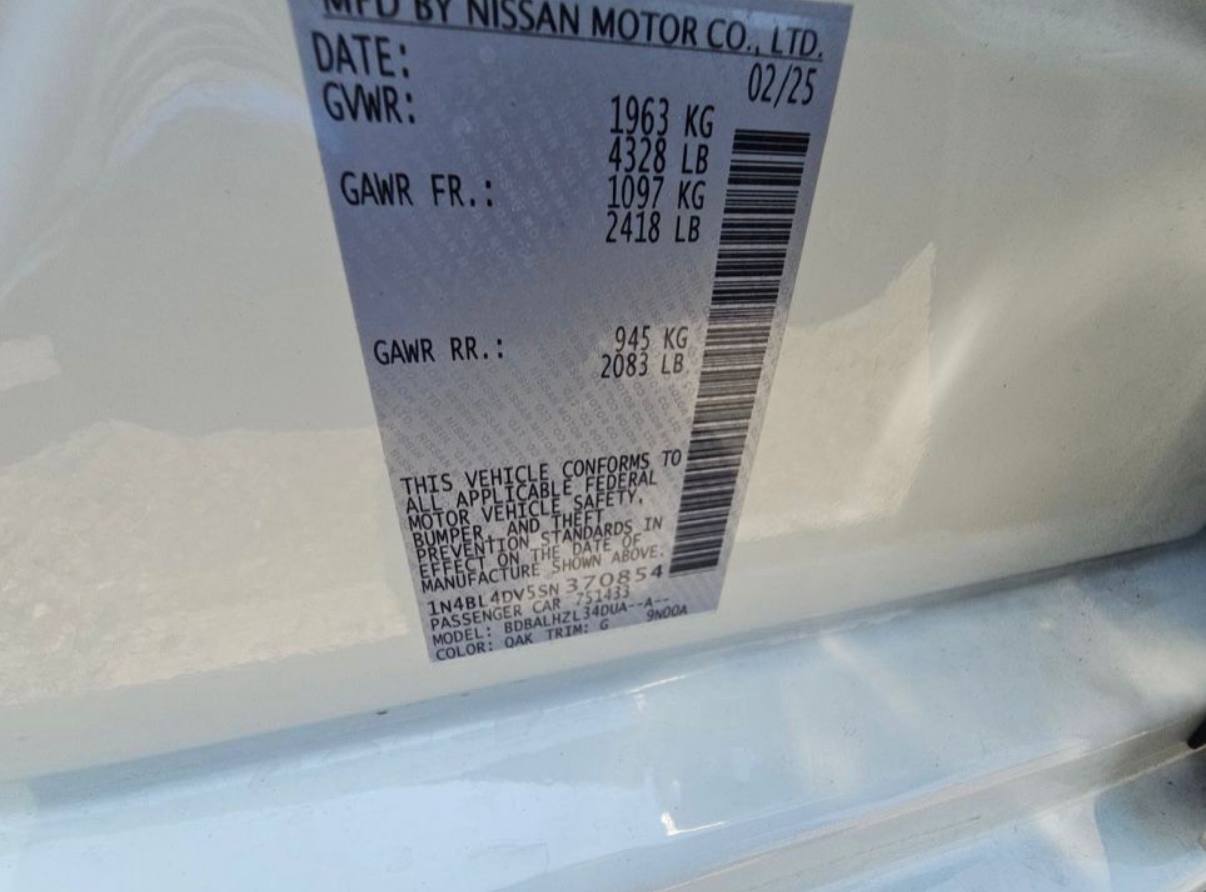 MFD BY NISSAN MOTOR CO., LTD.
DATE: 02/25
GVWR: 1963 KG
4328 LB
GAWR FR.: 1097 KG
2418 LB
GAWR RR.: 945 KG
2083 LB
THIS VEHICLE CONFORMS TO
ALL APPLICABLE FEDERAL
MOTOR VEHICLE SAFETY,
BUMPER, AND THEFT
PREVENTION STANDARDS IN
EFFECT ON THE DATE OF
MANUFACTURE SHOWN ABOVE.
1N4BL4DV5SN370854
PASSENGER CAR 751433
MODEL: BDBALHZL34DUA--A--
COLOR: QAK TRIM: G 9N00A